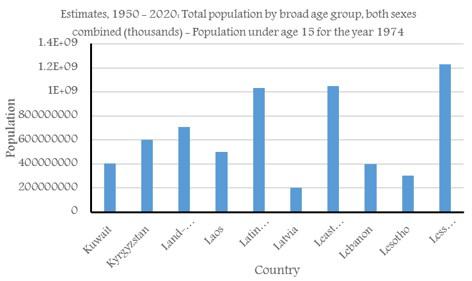 Estimates, 1950 - 2020: Total population by broad age group, both sexes
combined (thousands) - Population under age 15 for the year 1974
1.4E+09
1.2E+09
1E+09
800000000
600000000
400000000
200000000
0
Population
Kuwait
Kyrgyzstan
Land-...
Laos
Latin...
Latvia
Least...
Lebanon
Lesotho
Less...
Country